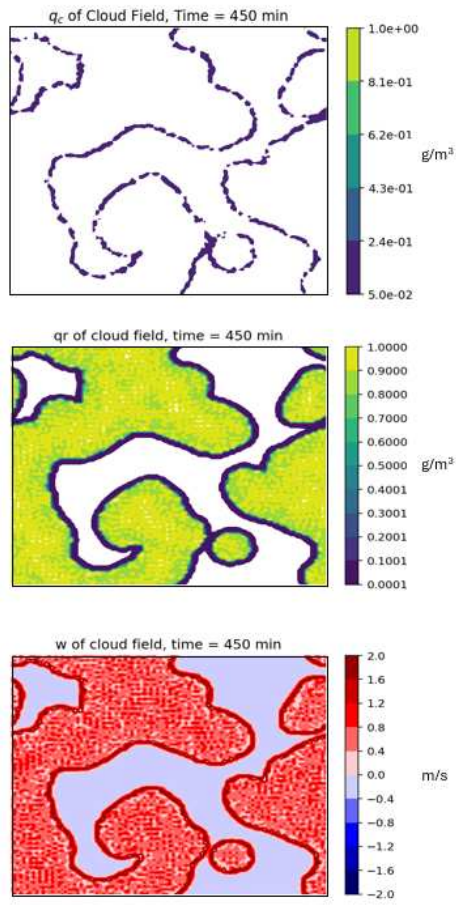 q_c of Cloud Field, Time = 450 min
1.0e+00
8.1e-01
6.2e-01
g/m³
4.3e-01
2.4e-01
5.0e-02
qr of cloud field, time = 450 min
1.0000
0.9000
0.8000
0.7000
0.6000
0.5000
g/m³
0.4001
0.3001
0.2001
0.1001
0.0001
w of cloud field, time = 450 min
2.0
1.6
1.2
0.8
0.4
0.0
m/s
−0.4
−0.8
−1.2
−1.6
−2.0